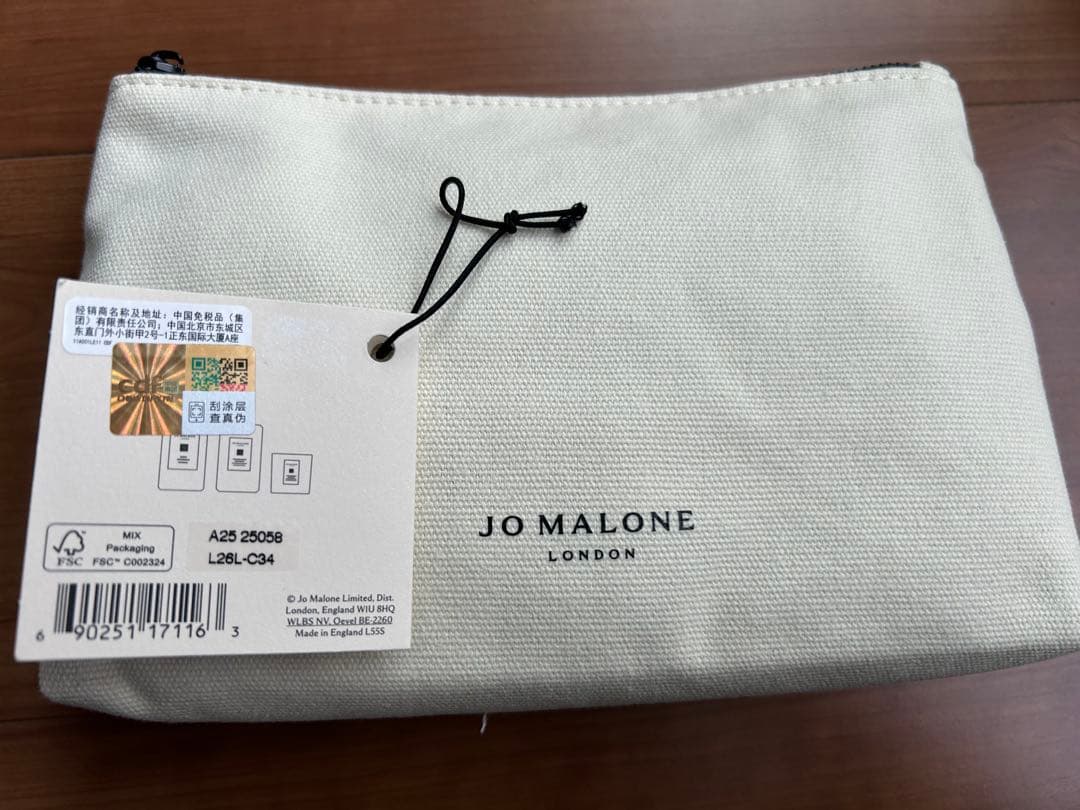 经销商名称及地址：中国免税品（集
团）有限责任公司；中国北京市东城区
东直门外小街甲2号-1正东国际大厦A座
刮涂层
查真伪
MIX
Packaging
FSC
FSC™ C002324
A25 25058
L26L-C34
6 90251 17116 3
© Jo Malone Limited, Dist.
London, England W1U 8HQ
WLBS NV, Oevel BE-2260
Made in England L55S
JO MALONE
LONDON